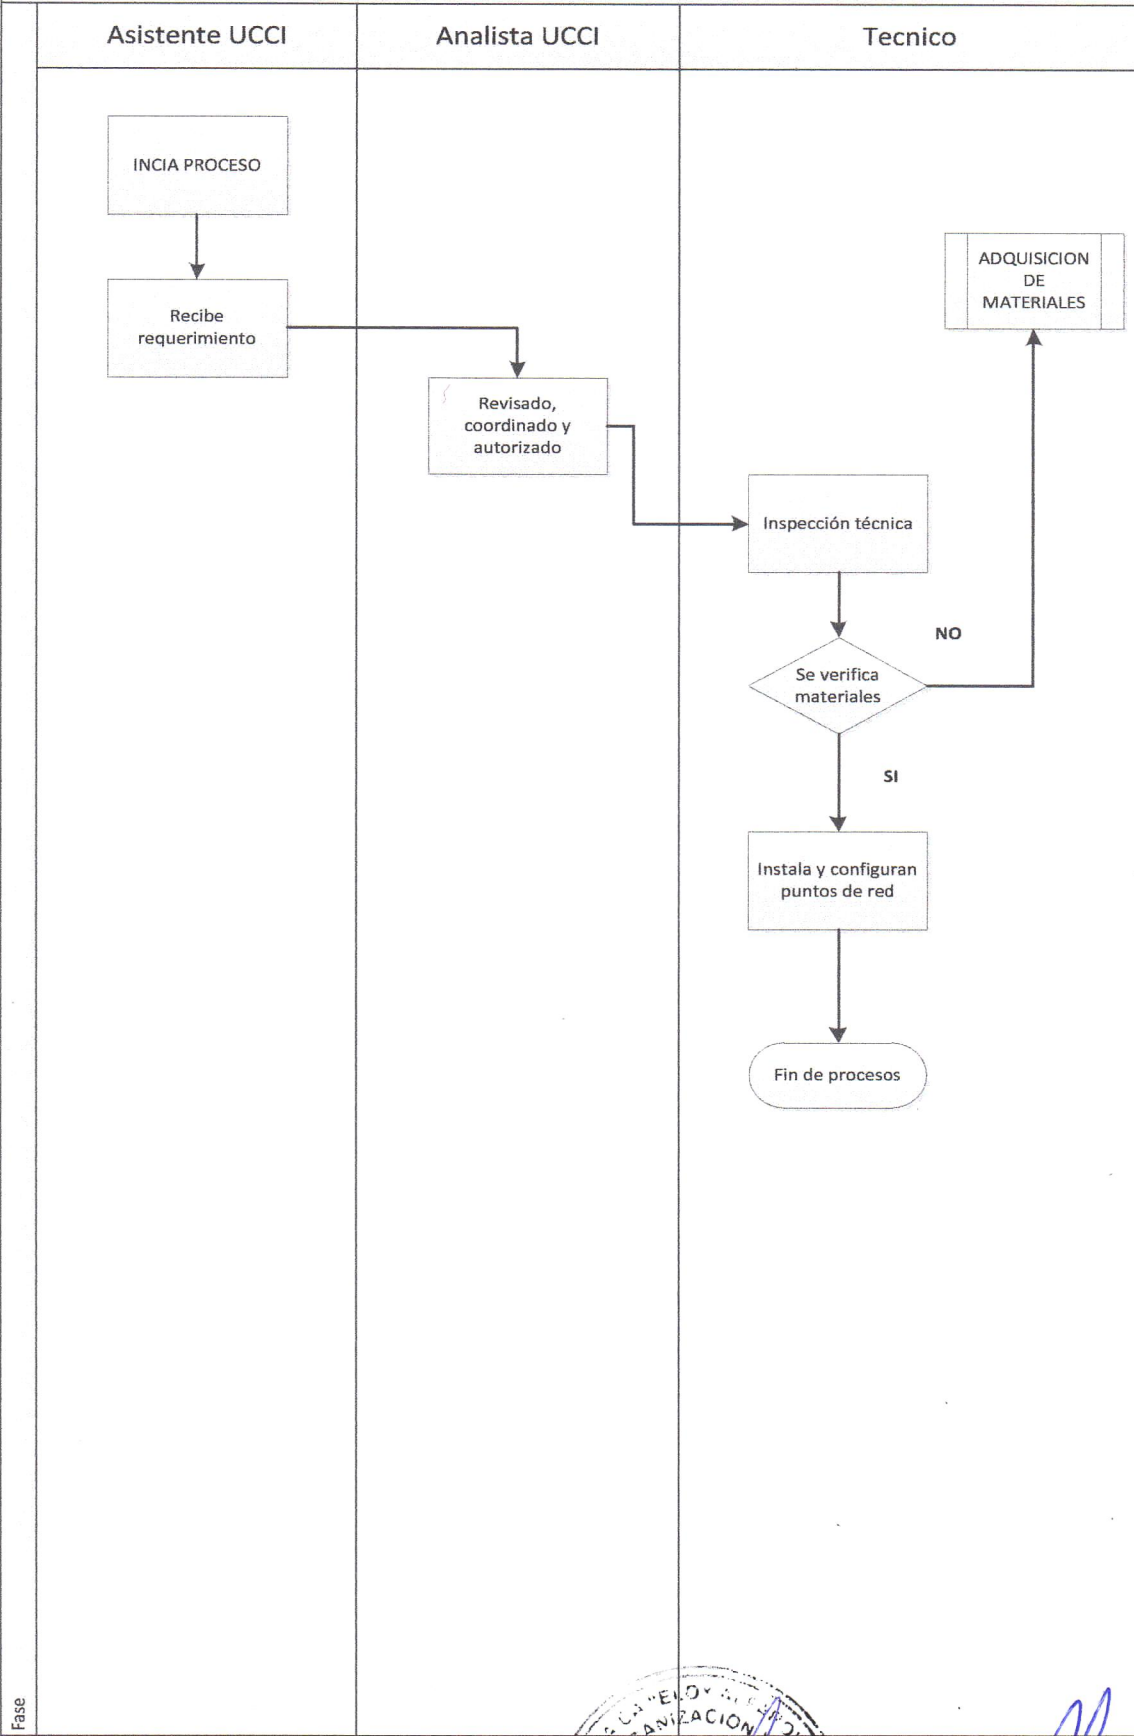 Asistente UCCI
Analista UCCI
Tecnico
INCIA PROCESO
Recibe
requerimiento
Revisado,
coordinado y
autorizado
ADQUISICION
DE
MATERIALES
Inspección técnica
NO
Se verifica
materiales
SI
Instala y configuran
puntos de red
Fin de procesos
Fase
"ELOY